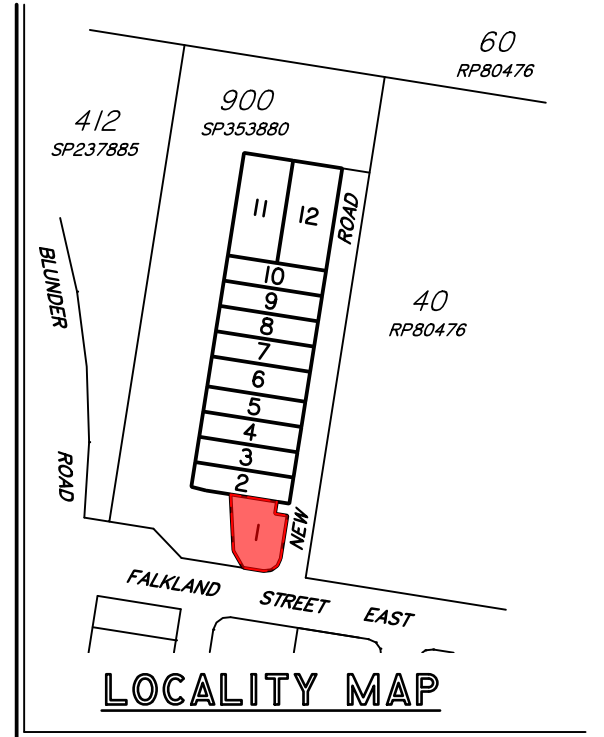 60
RP80476
900
SP353880
412
SP237885
11
12
ROAD
BLUNDER
ROAD
10
9
8
7
6
5
4
3
2
1
40
RP80476
NEW
FALKLAND STREET EAST
LOCALITY MAP